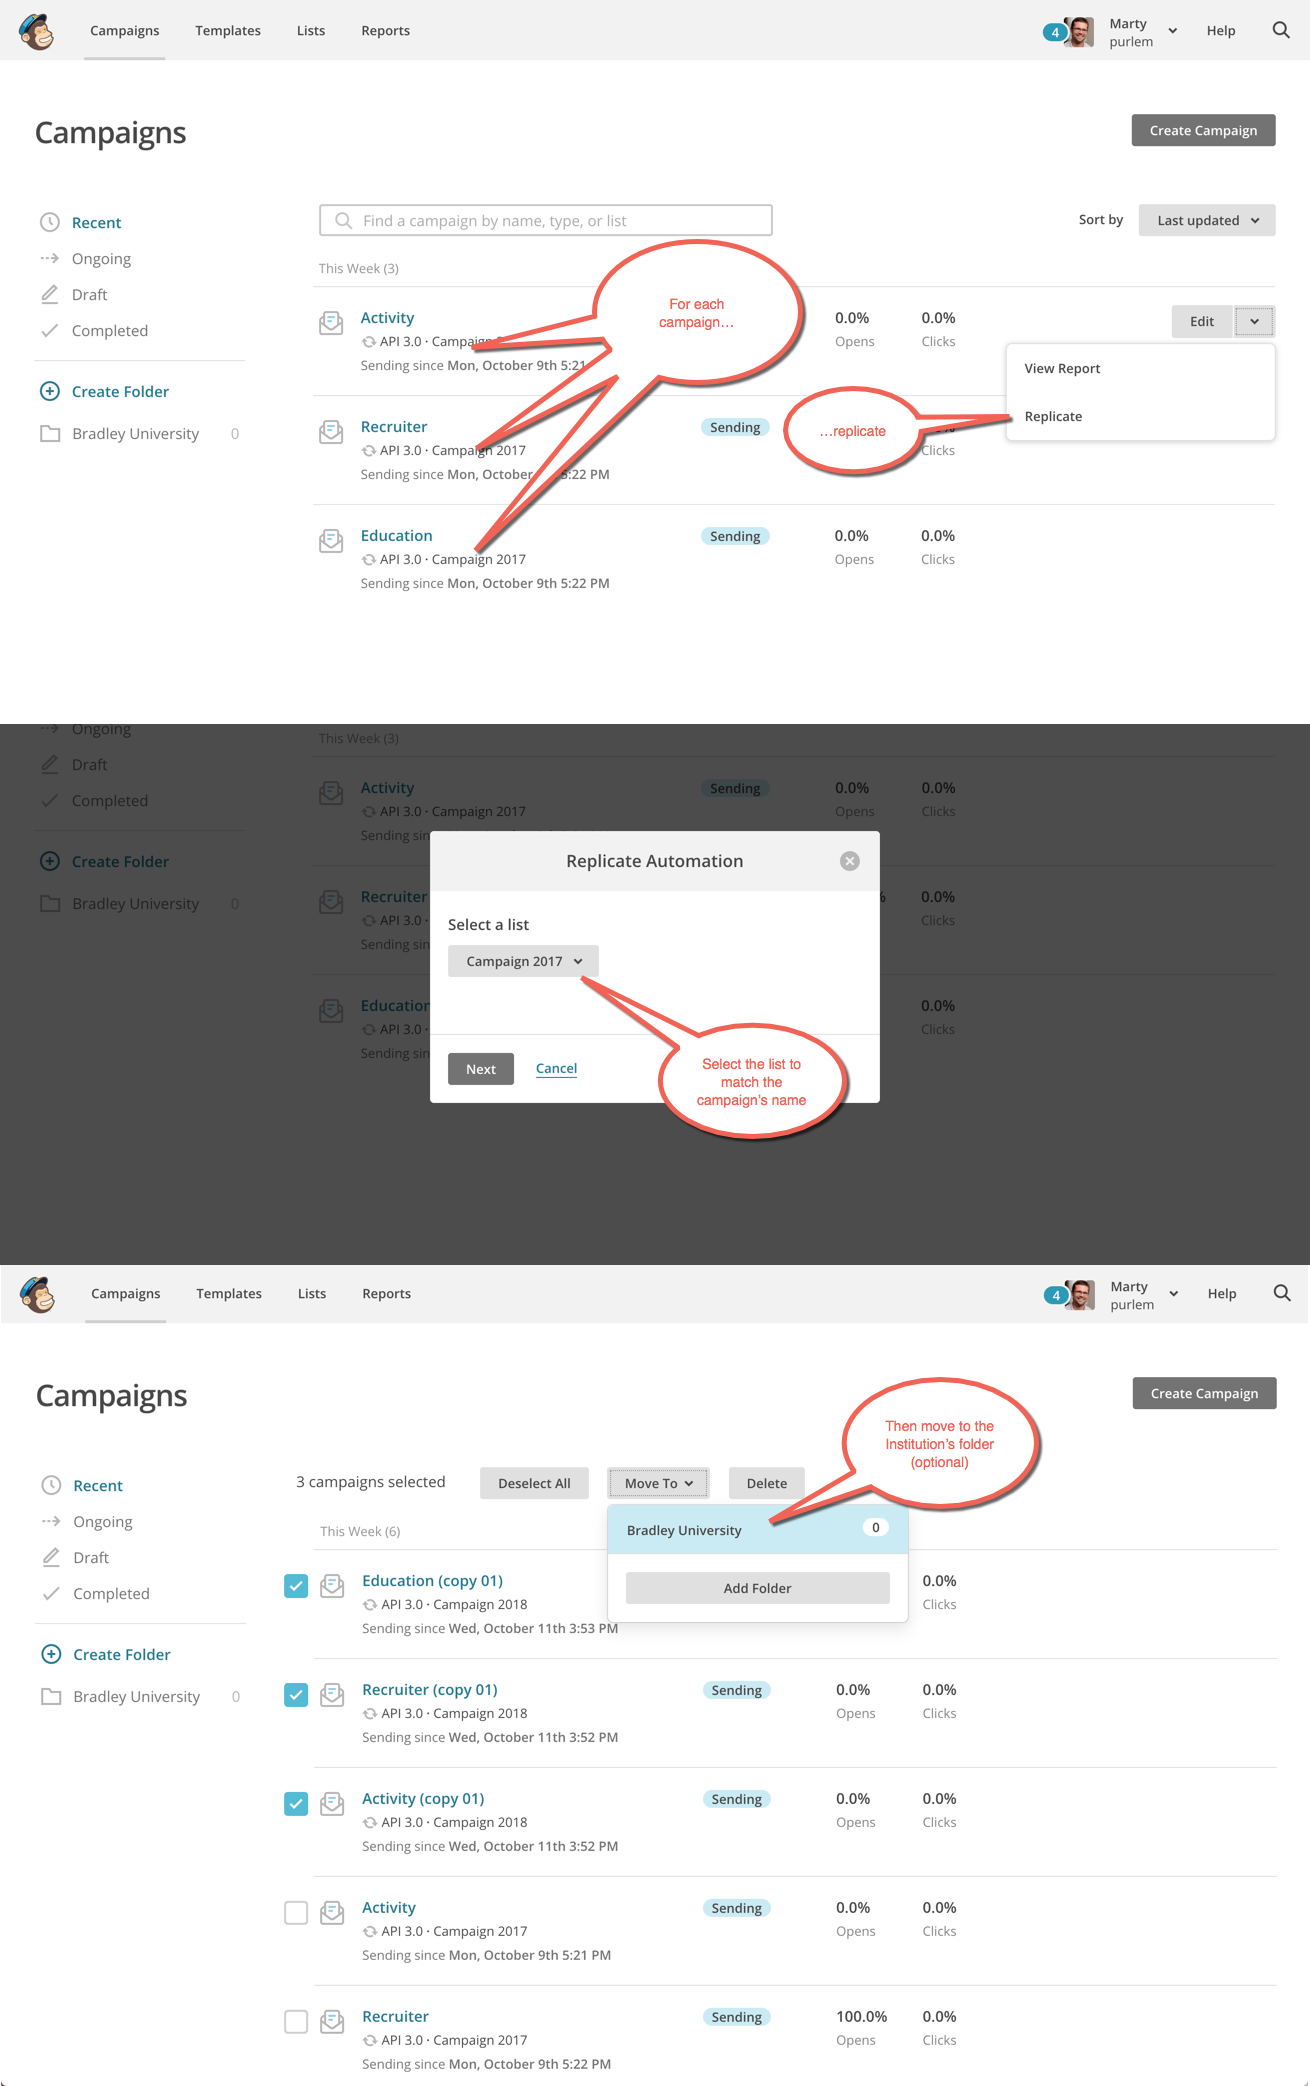 Campaigns Templates Lists Reports 4 Marty Help
purlem
Campaigns Create Campaign
Recent
Ongoing
Draft
Completed
Create Folder
Bradley University 0
Find a campaign by name, type, or list
Sort by Last updated
This Week (3)
For each
campaign...
Activity 0.0% 0.0% Edit
API 3.0 · Campaign Opens Clicks
Sending since Mon, October 9th 5:21
View Report
Replicate
...replicate
Recruiter Sending
API 3.0 · Campaign 2017 Clicks
Sending since Mon, October 5:22 PM
Education Sending 0.0% 0.0%
API 3.0 · Campaign 2017 Opens Clicks
Sending since Mon, October 9th 5:22 PM
Ongoing
Draft
Completed
Create Folder
Bradley University 0
This Week (3)
Activity Sending 0.0% 0.0%
API 3.0 · Campaign 2017 Opens Clicks
Sending sin
Recruiter % 0.0%
API 3.0 · Clicks
Sending sin
Education 0.0%
API 3.0 · Clicks
Sending sin
Replicate Automation
Select a list
Campaign 2017
Next Cancel
Select the list to
match the
campaign's name
Campaigns Templates Lists Reports 4 Marty Help
purlem
Campaigns Create Campaign
Then move to the
Institution's folder
(optional)
Recent
Ongoing
Draft
Completed
Create Folder
Bradley University 0
3 campaigns selected Deselect All Move To Delete
Bradley University 0
Add Folder
This Week (6)
Education (copy 01) 0.0%
API 3.0 · Campaign 2018 Clicks
Sending since Wed, October 11th 3:53 PM
Recruiter (copy 01) Sending 0.0% 0.0%
API 3.0 · Campaign 2018 Opens Clicks
Sending since Wed, October 11th 3:52 PM
Activity (copy 01) Sending 0.0% 0.0%
API 3.0 · Campaign 2018 Opens Clicks
Sending since Wed, October 11th 3:52 PM
Activity Sending 0.0% 0.0%
API 3.0 · Campaign 2017 Opens Clicks
Sending since Mon, October 9th 5:21 PM
Recruiter Sending 100.0% 0.0%
API 3.0 · Campaign 2017 Opens Clicks
Sending since Mon, October 9th 5:22 PM